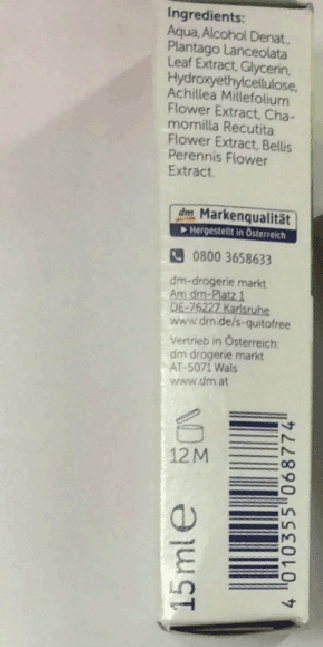 Ingredients:
Aqua, Alcohol Denat.,
Plantago Lanceolata
Leaf Extract, Glycerin,
Hydroxyethylcellulose,
Achillea Millefolium
Flower Extract, Cha-
momilla Recutita
Flower Extract, Bellis
Perennis Flower
Extract.
dm Markenqualität
Hergestellt in Österreich
0800 3658633
dm-drogerie markt
Am dm-Platz 1
DE-76227 Karlsruhe
www.dm.de/s-quitofree
Vertrieb in Österreich:
dm drogerie markt
AT-5071 Wals
www.dm.at
12 M
15 ml e
4 010355 068774